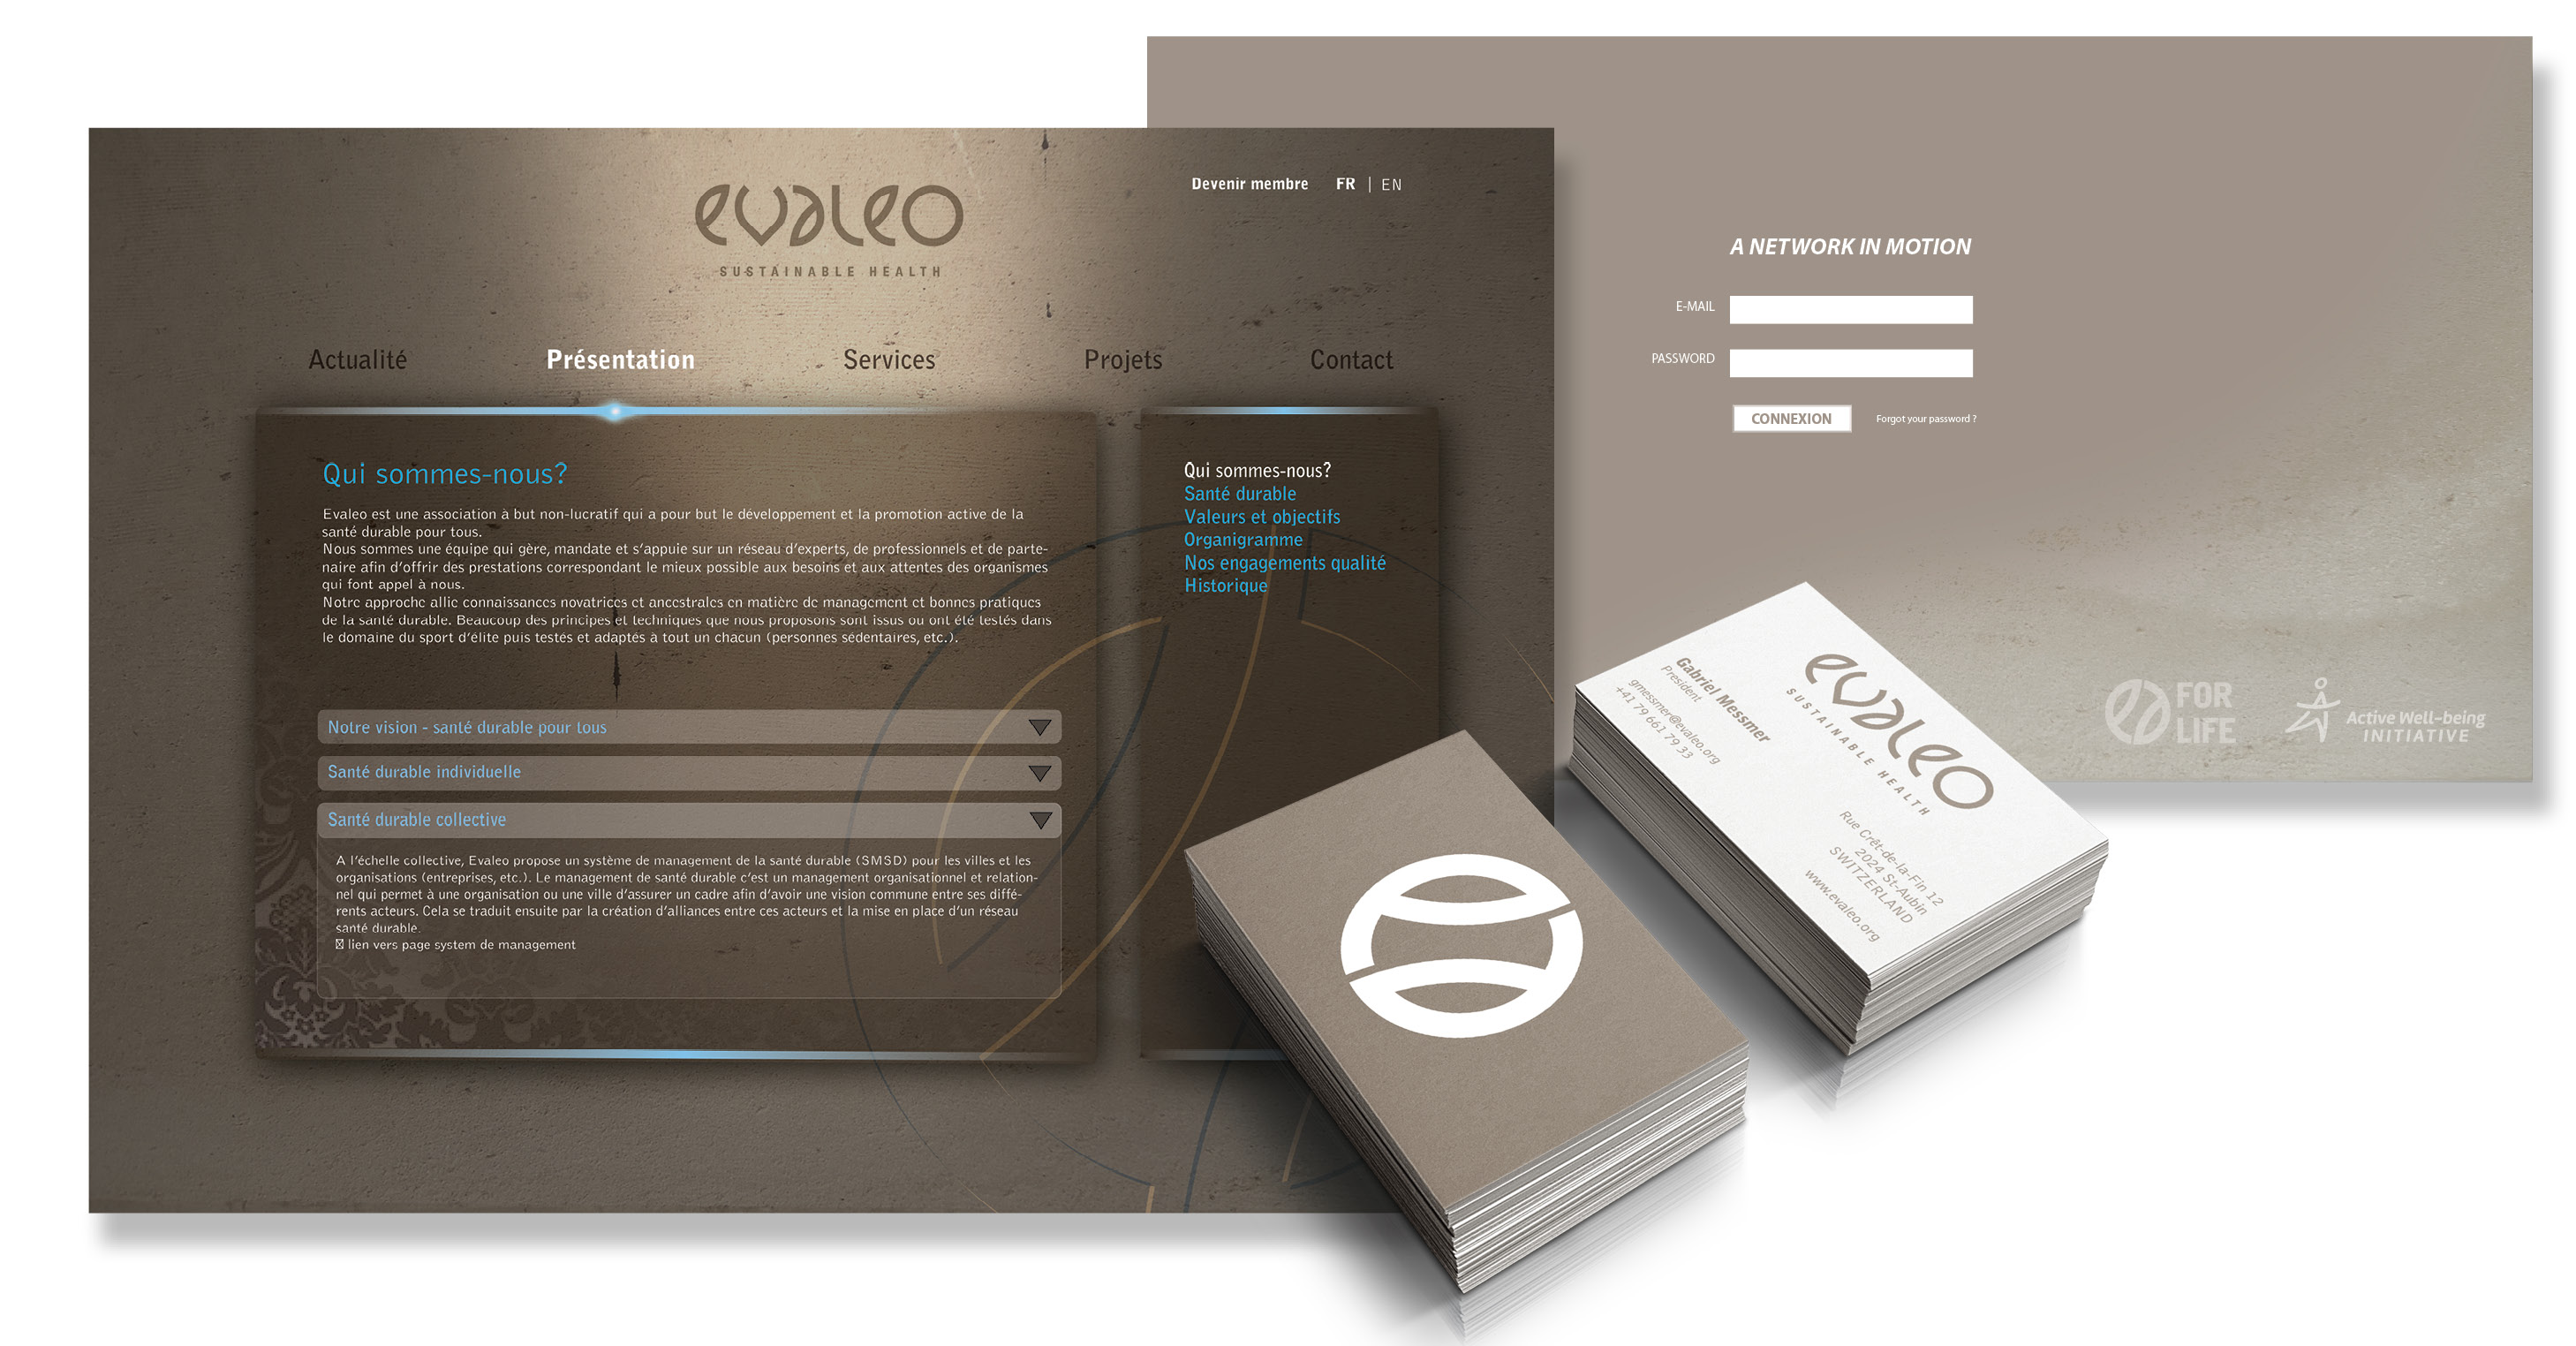 evaleo
SUSTAINABLE HEALTH
Devenir membre FR | EN
Actualité Présentation Services Projets Contact
Qui sommes-nous?
Evaleo est une association à but non-lucratif qui a pour but le développement et la promotion active de la
santé durable pour tous.
Nous sommes une équipe qui gère, mandate et s'appuie sur un réseau d'experts, de professionnels et de parte-
naire afin d'offrir des prestations correspondant le mieux possible aux besoins et aux attentes des organismes
qui font appel à nous.
Notre approche allie connaissances novatrices et ancestrales en matière de management et bonnes pratiques
de la santé durable. Beaucoup des principes et techniques que nous proposons sont issus ou ont été testés dans
le domaine du sport d'élite puis testés et adaptés à tout un chacun (personnes sédentaires, etc.).
Notre vision - santé durable pour tous
Santé durable individuelle
Santé durable collective
A l'échelle collective, Evaleo propose un système de management de la santé durable (SMSD) pour les villes et les
organisations (entreprises, etc.). Le management de santé durable c'est un management organisationnel et relation-
nel qui permet à une organisation ou une ville d'assurer un cadre afin d'avoir une vision commune entre ses diffé-
rents acteurs. Cela se traduit ensuite par la création d'alliances entre ces acteurs et la mise en place d'un réseau
santé durable.
lien vers page system de management
Qui sommes-nous?
Santé durable
Valeurs et objectifs
Organigramme
Nos engagements qualité
Historique
A NETWORK IN MOTION
E-MAIL
PASSWORD
CONNEXION Forgot your password ?
FOR
LIFE
Active Well-being
INITIATIVE
evaleo
SUSTAINABLE HEALTH
Gabriel Messmer
President
gmessmer@evaleo.org
+41 79 661 79 33
Rue Crêt-de-la-Fin 12
2024 St-Aubin
SWITZERLAND
www.evaleo.org